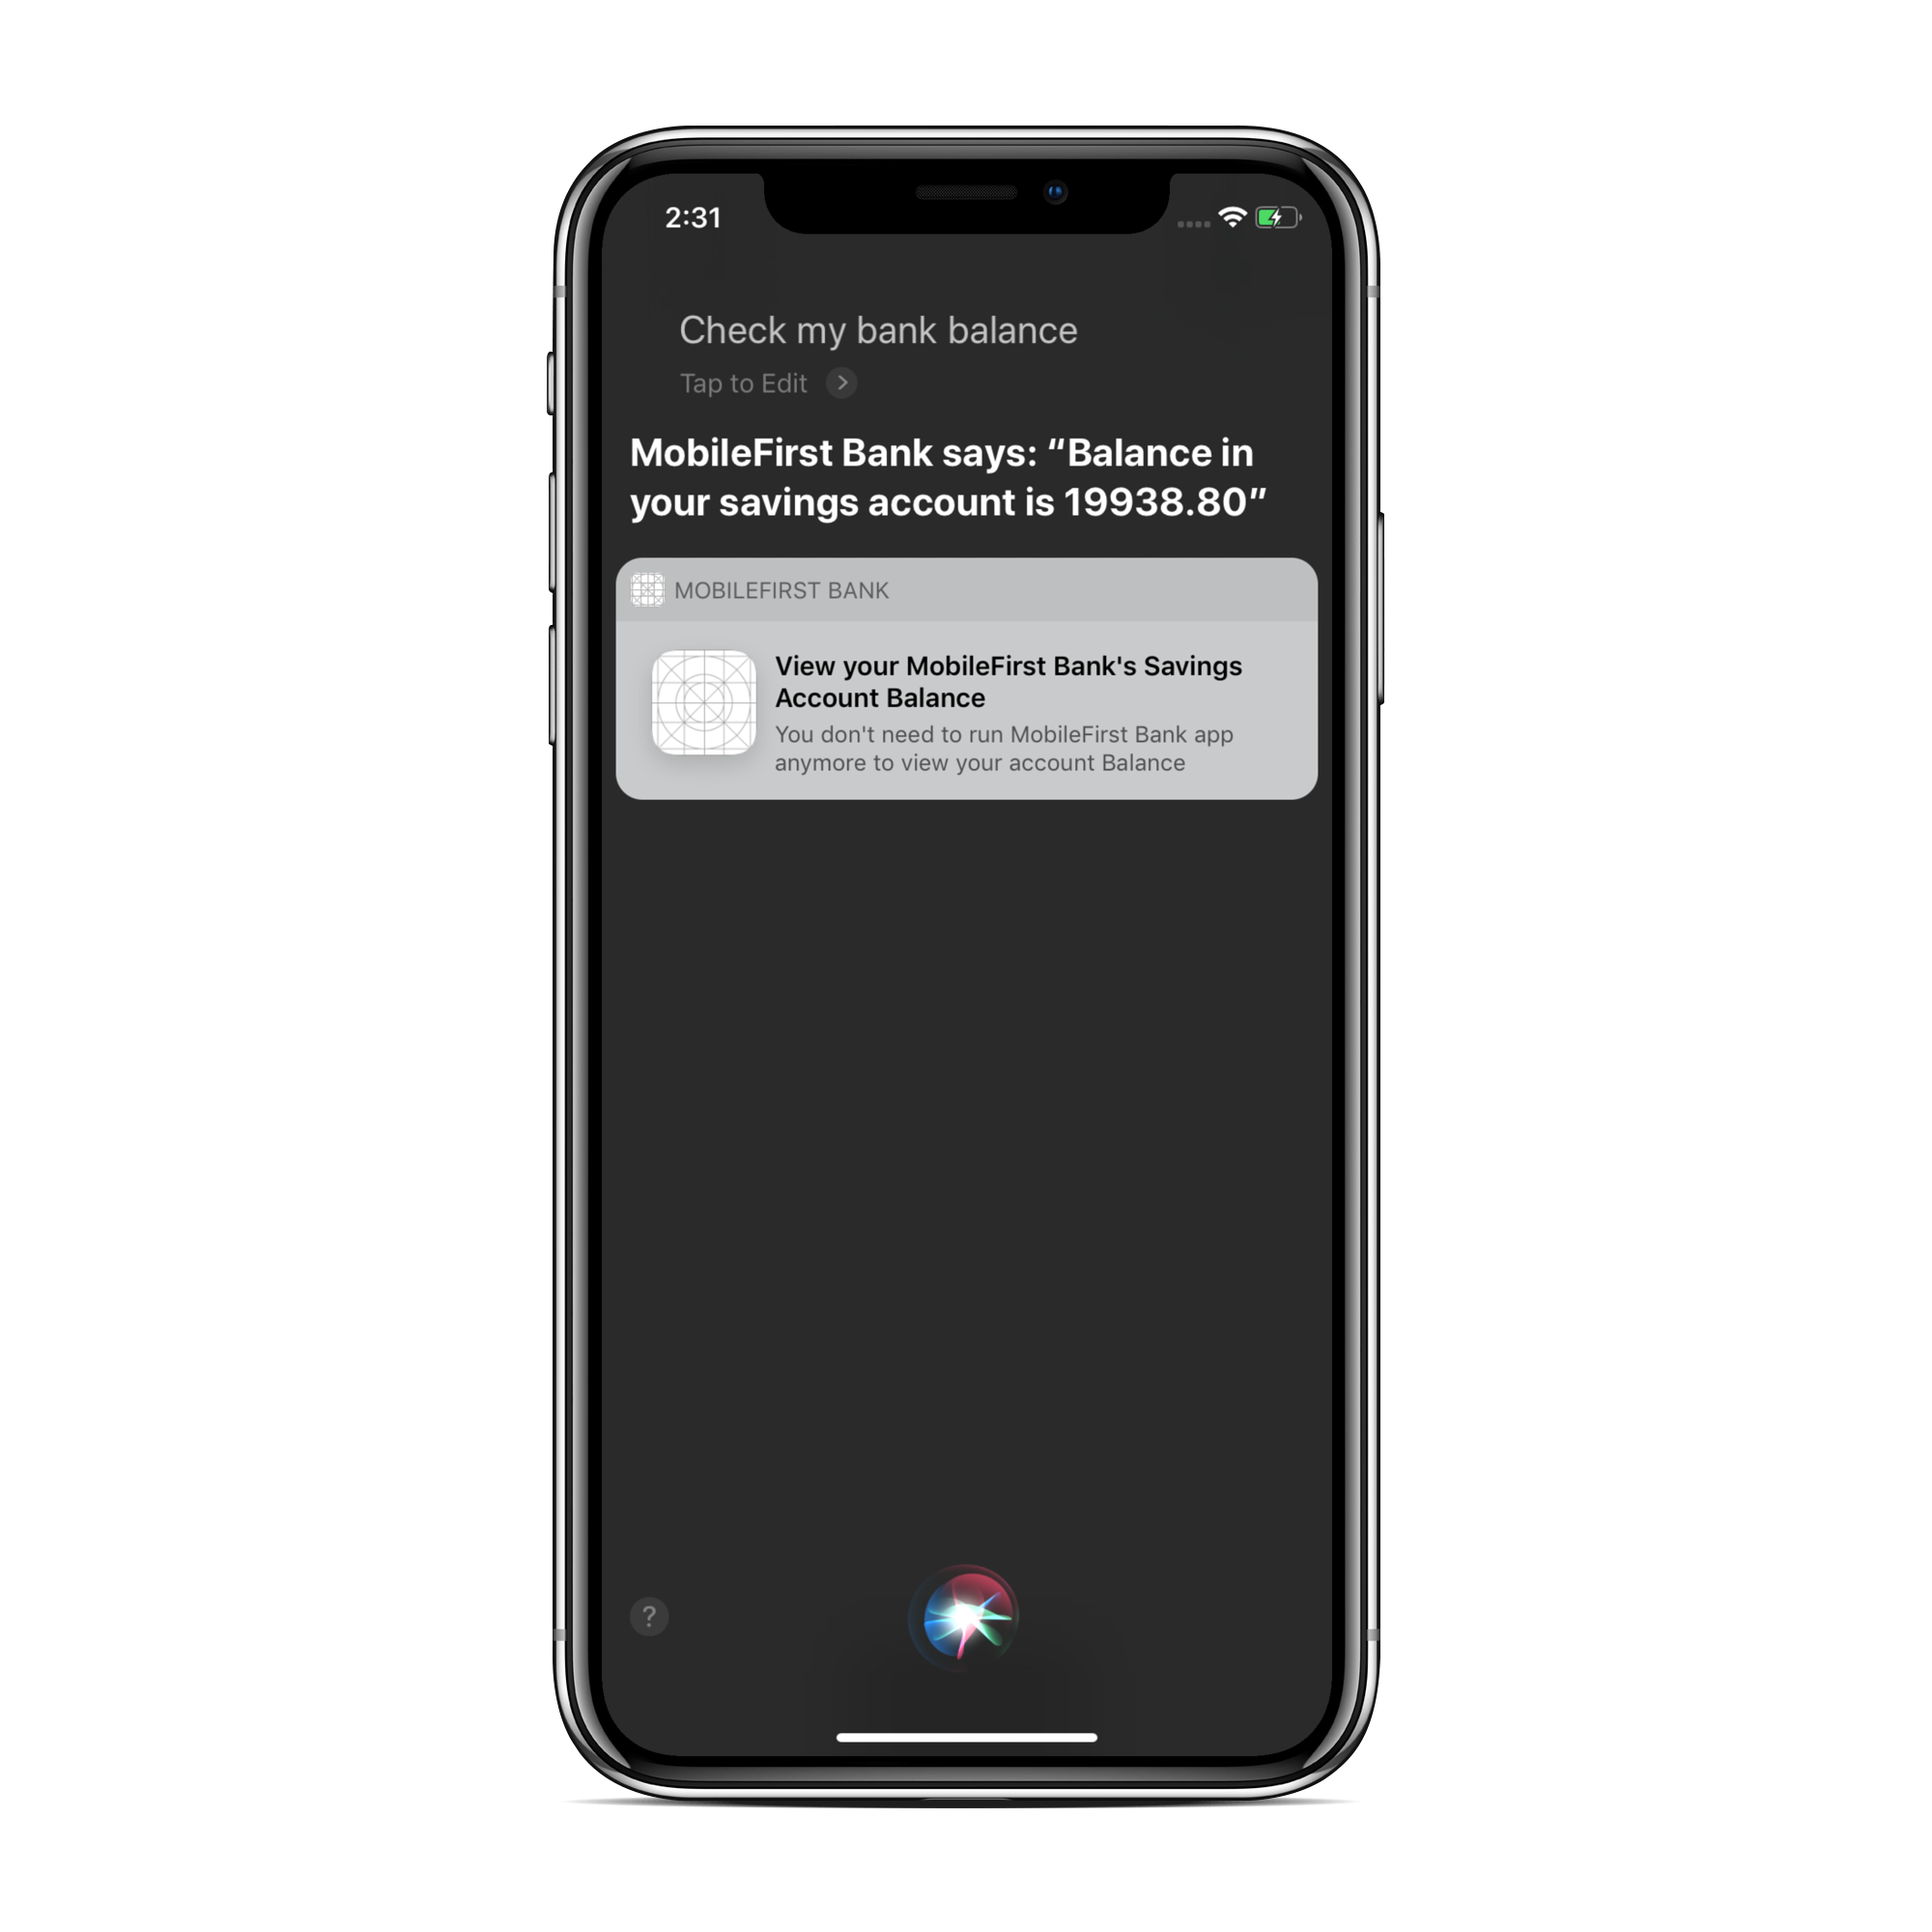 2:31
Check my bank balance
Tap to Edit
MobileFirst Bank says: “Balance in
your savings account is 19938.80”
MOBILEFIRST BANK
View your MobileFirst Bank's Savings
Account Balance
You don't need to run MobileFirst Bank app
anymore to view your account Balance
?